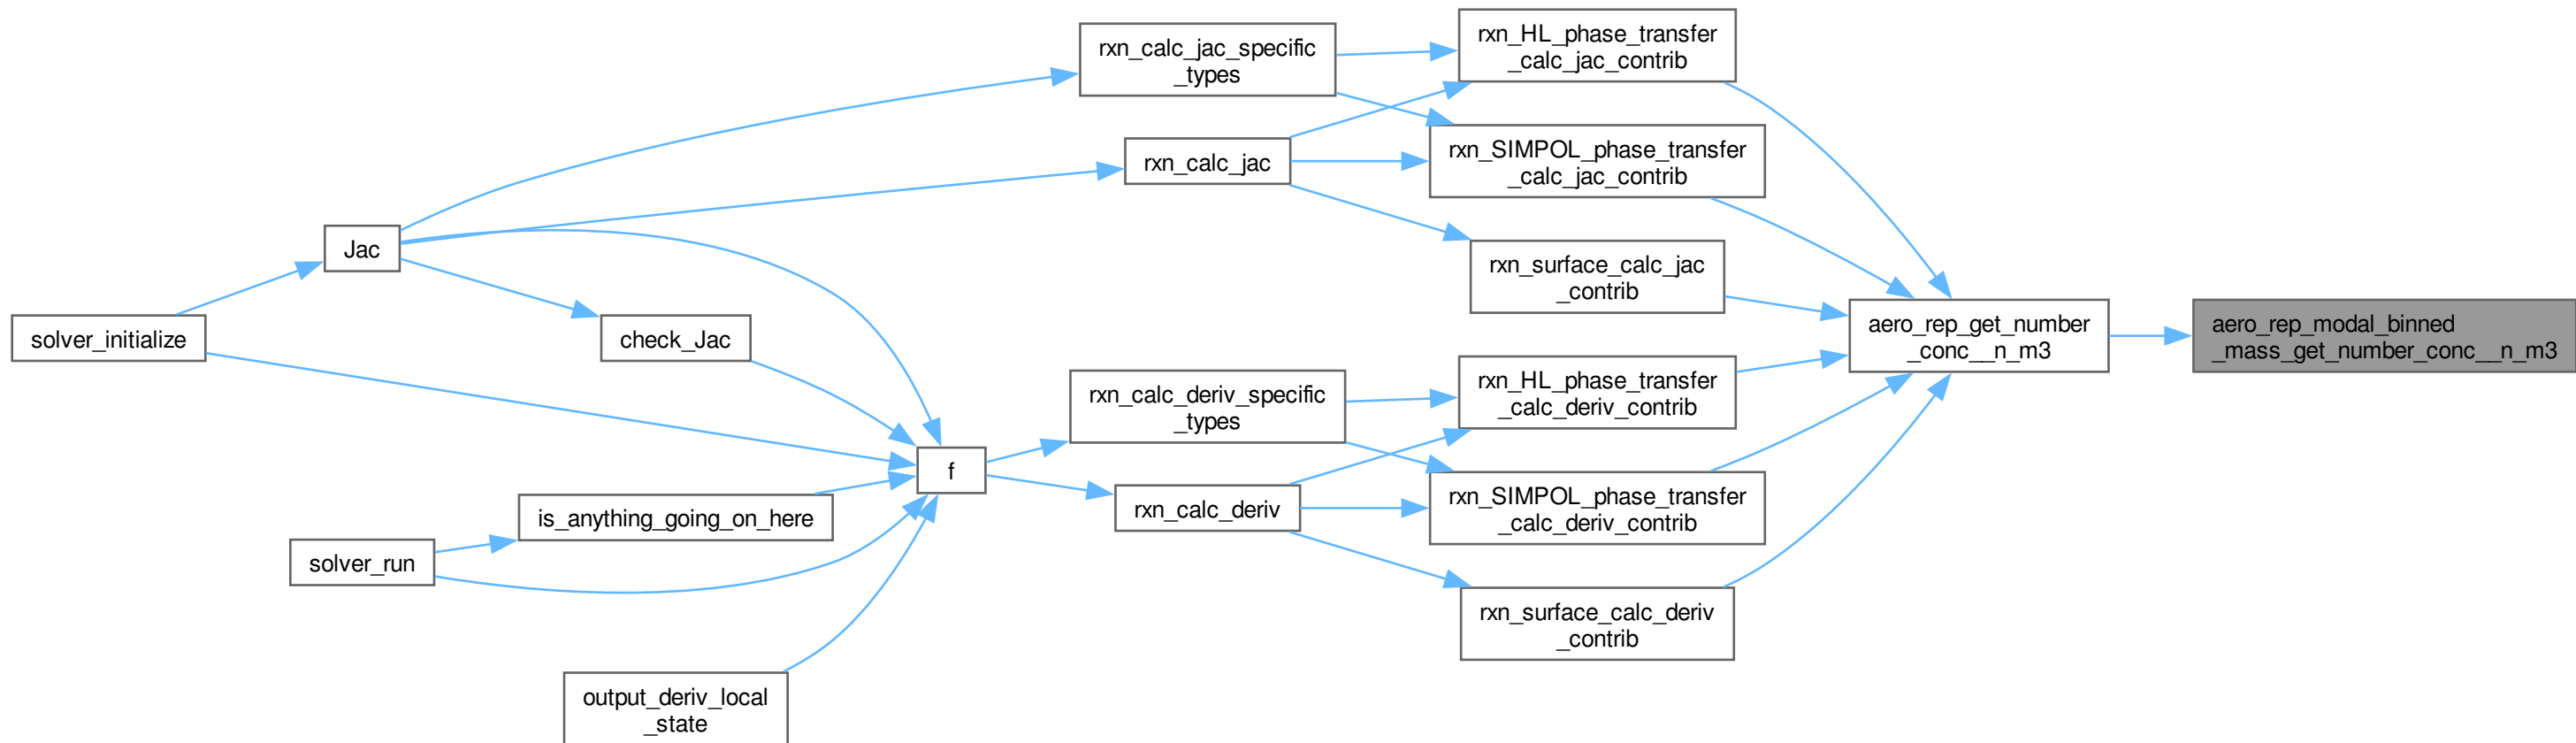 solver_initialize
Jac
check_Jac
solver_run
is_anything_going_on_here
output_deriv_local
_state
f
rxn_calc_jac_specific
_types
rxn_calc_jac
rxn_calc_deriv_specific
_types
rxn_calc_deriv
rxn_HL_phase_transfer
_calc_jac_contrib
rxn_SIMPOL_phase_transfer
_calc_jac_contrib
rxn_surface_calc_jac
_contrib
rxn_HL_phase_transfer
_calc_deriv_contrib
rxn_SIMPOL_phase_transfer
_calc_deriv_contrib
rxn_surface_calc_deriv
_contrib
aero_rep_get_number
_conc__n_m3
aero_rep_modal_binned
_mass_get_number_conc__n_m3